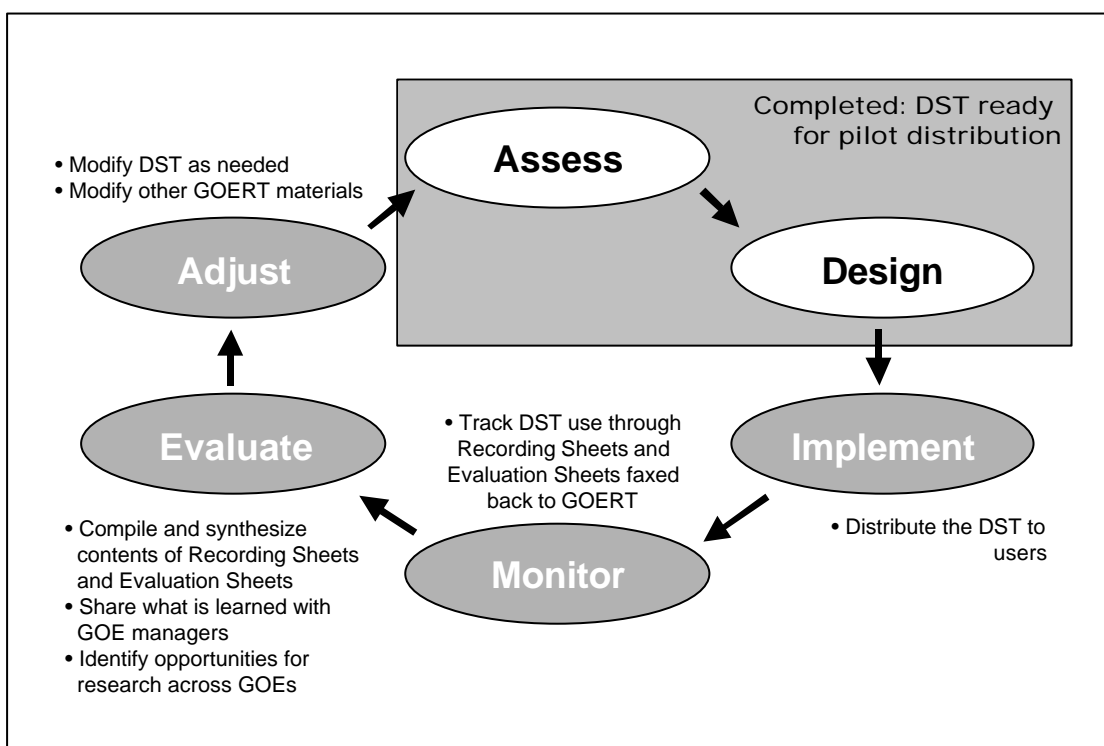 Completed: DST ready
for pilot distribution
Assess
Design
Implement
• Distribute the DST to
users
Monitor
• Track DST use through
Recording Sheets and
Evaluation Sheets faxed
back to GOERT
Evaluate
• Compile and synthesize
contents of Recording Sheets
and Evaluation Sheets
• Share what is learned with
GOE managers
• Identify opportunities for
research across GOEs
Adjust
• Modify DST as needed
• Modify other GOERT materials